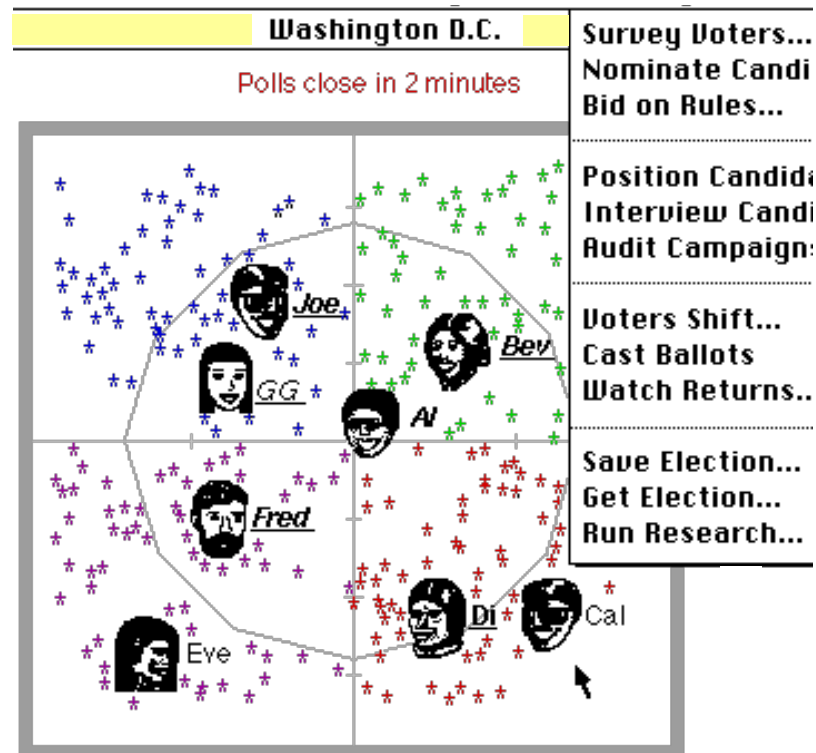 Washington D.C.
Polls close in 2 minutes
Survey Voters...
Nominate Candi
Bid on Rules...
Position Candida
Interview Candi
Audit Campaigns
Voters Shift...
Cast Ballots
Watch Returns..
Save Election...
Get Election...
Run Research...
Joe
Bev
GG
Al
Fred
Di
Cal
Eve